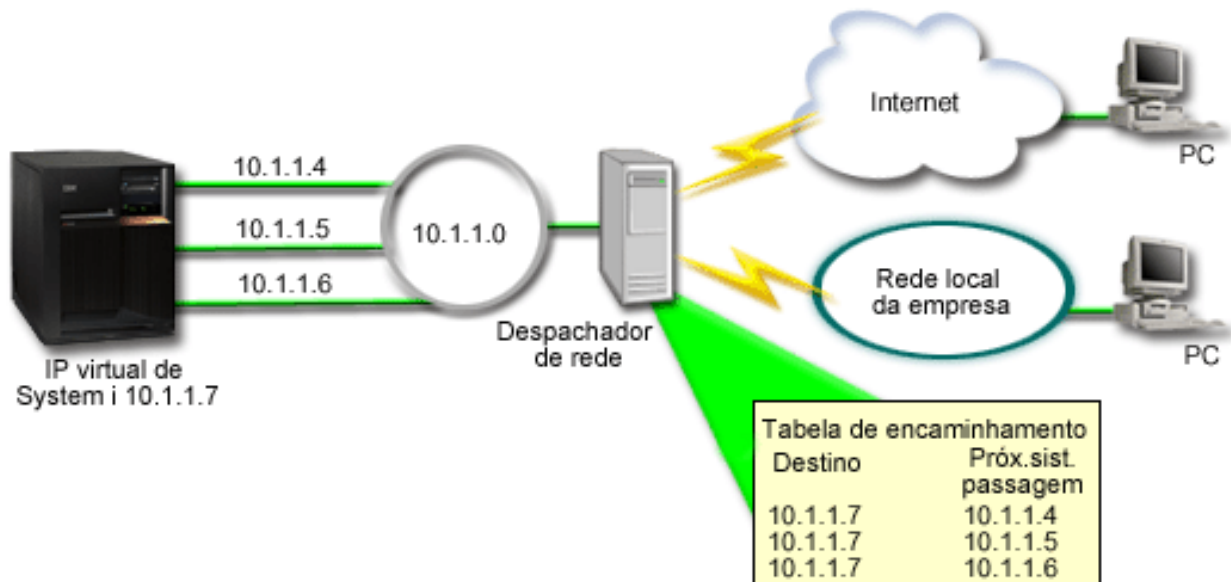 10.1.1.4
10.1.1.5
10.1.1.6
IP virtual de
System i 10.1.1.7
10.1.1.0
Despachador
de rede
Internet
PC
Rede local
da empresa
PC
Tabela de encaminhamento
Destino Próx.sist.
passagem
10.1.1.7 10.1.1.4
10.1.1.7 10.1.1.5
10.1.1.7 10.1.1.6